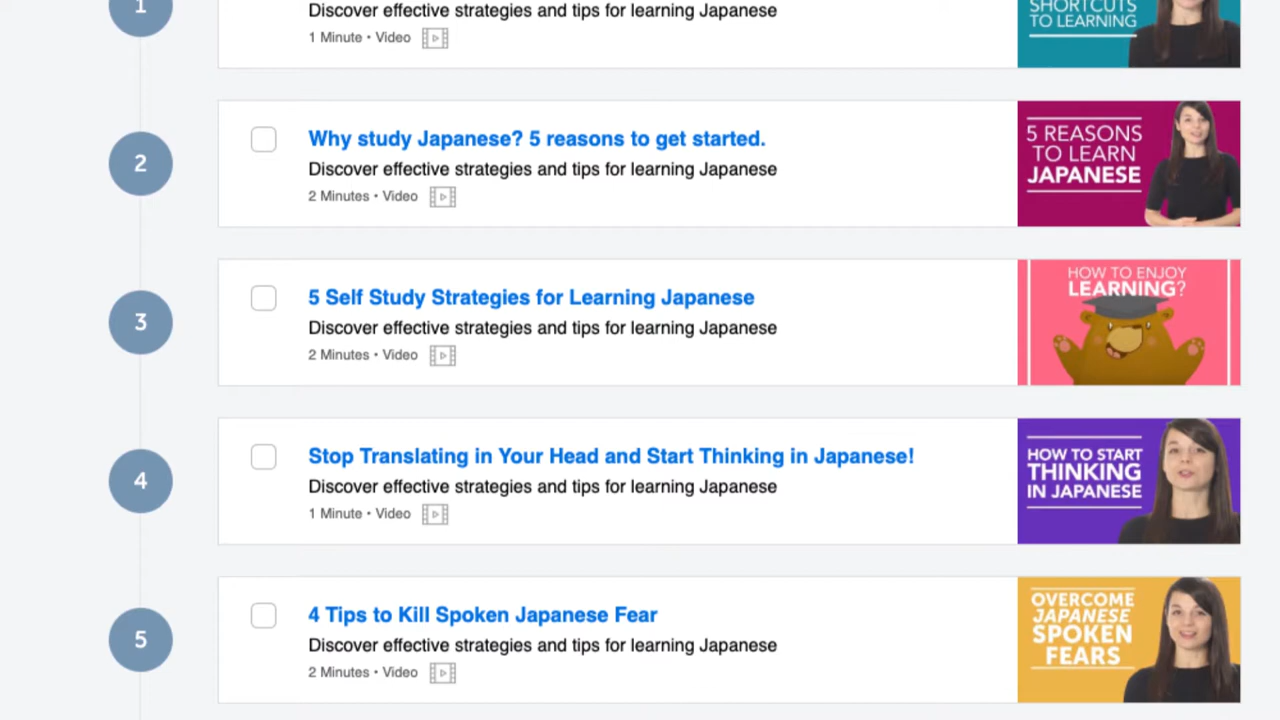 1
Discover effective strategies and tips for learning Japanese
1 Minute • Video
SHORTCUTS
TO LEARNING
2
Why study Japanese? 5 reasons to get started.
Discover effective strategies and tips for learning Japanese
2 Minutes • Video
5 REASONS
TO LEARN
JAPANESE
3
5 Self Study Strategies for Learning Japanese
Discover effective strategies and tips for learning Japanese
2 Minutes • Video
HOW TO ENJOY
LEARNING?
4
Stop Translating in Your Head and Start Thinking in Japanese!
Discover effective strategies and tips for learning Japanese
1 Minute • Video
HOW TO START
THINKING
IN JAPANESE
5
4 Tips to Kill Spoken Japanese Fear
Discover effective strategies and tips for learning Japanese
2 Minutes • Video
OVERCOME
JAPANESE
SPOKEN
FEARS